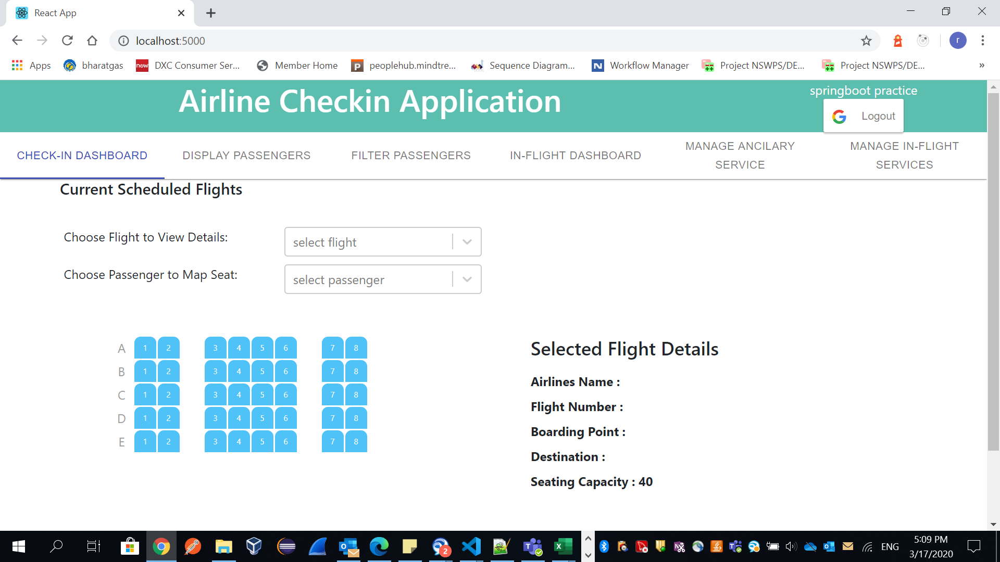 React App
localhost:5000
r
Apps
bharatgas
now
DXC Consumer Ser...
Member Home
P
peoplehub.mindtre...
Sequence Diagram...
N
Workflow Manager
Project NSWPS/DE...
Project NSWPS/DE...
»
Airline Checkin Application
springboot practice
Logout
CHECK-IN DASHBOARD
DISPLAY PASSENGERS
FILTER PASSENGERS
IN-FLIGHT DASHBOARD
MANAGE ANCILARY
SERVICE
MANAGE IN-FLIGHT
SERVICES
Current Scheduled Flights
Choose Flight to View Details:
select flight
Choose Passenger to Map Seat:
select passenger
A 1 2 3 4 5 6 7 8
B 1 2 3 4 5 6 7 8
C 1 2 3 4 5 6 7 8
D 1 2 3 4 5 6 7 8
E 1 2 3 4 5 6 7 8
Selected Flight Details
Airlines Name :
Flight Number :
Boarding Point :
Destination :
Seating Capacity : 40
2
ENG
5:09 PM
3/17/2020